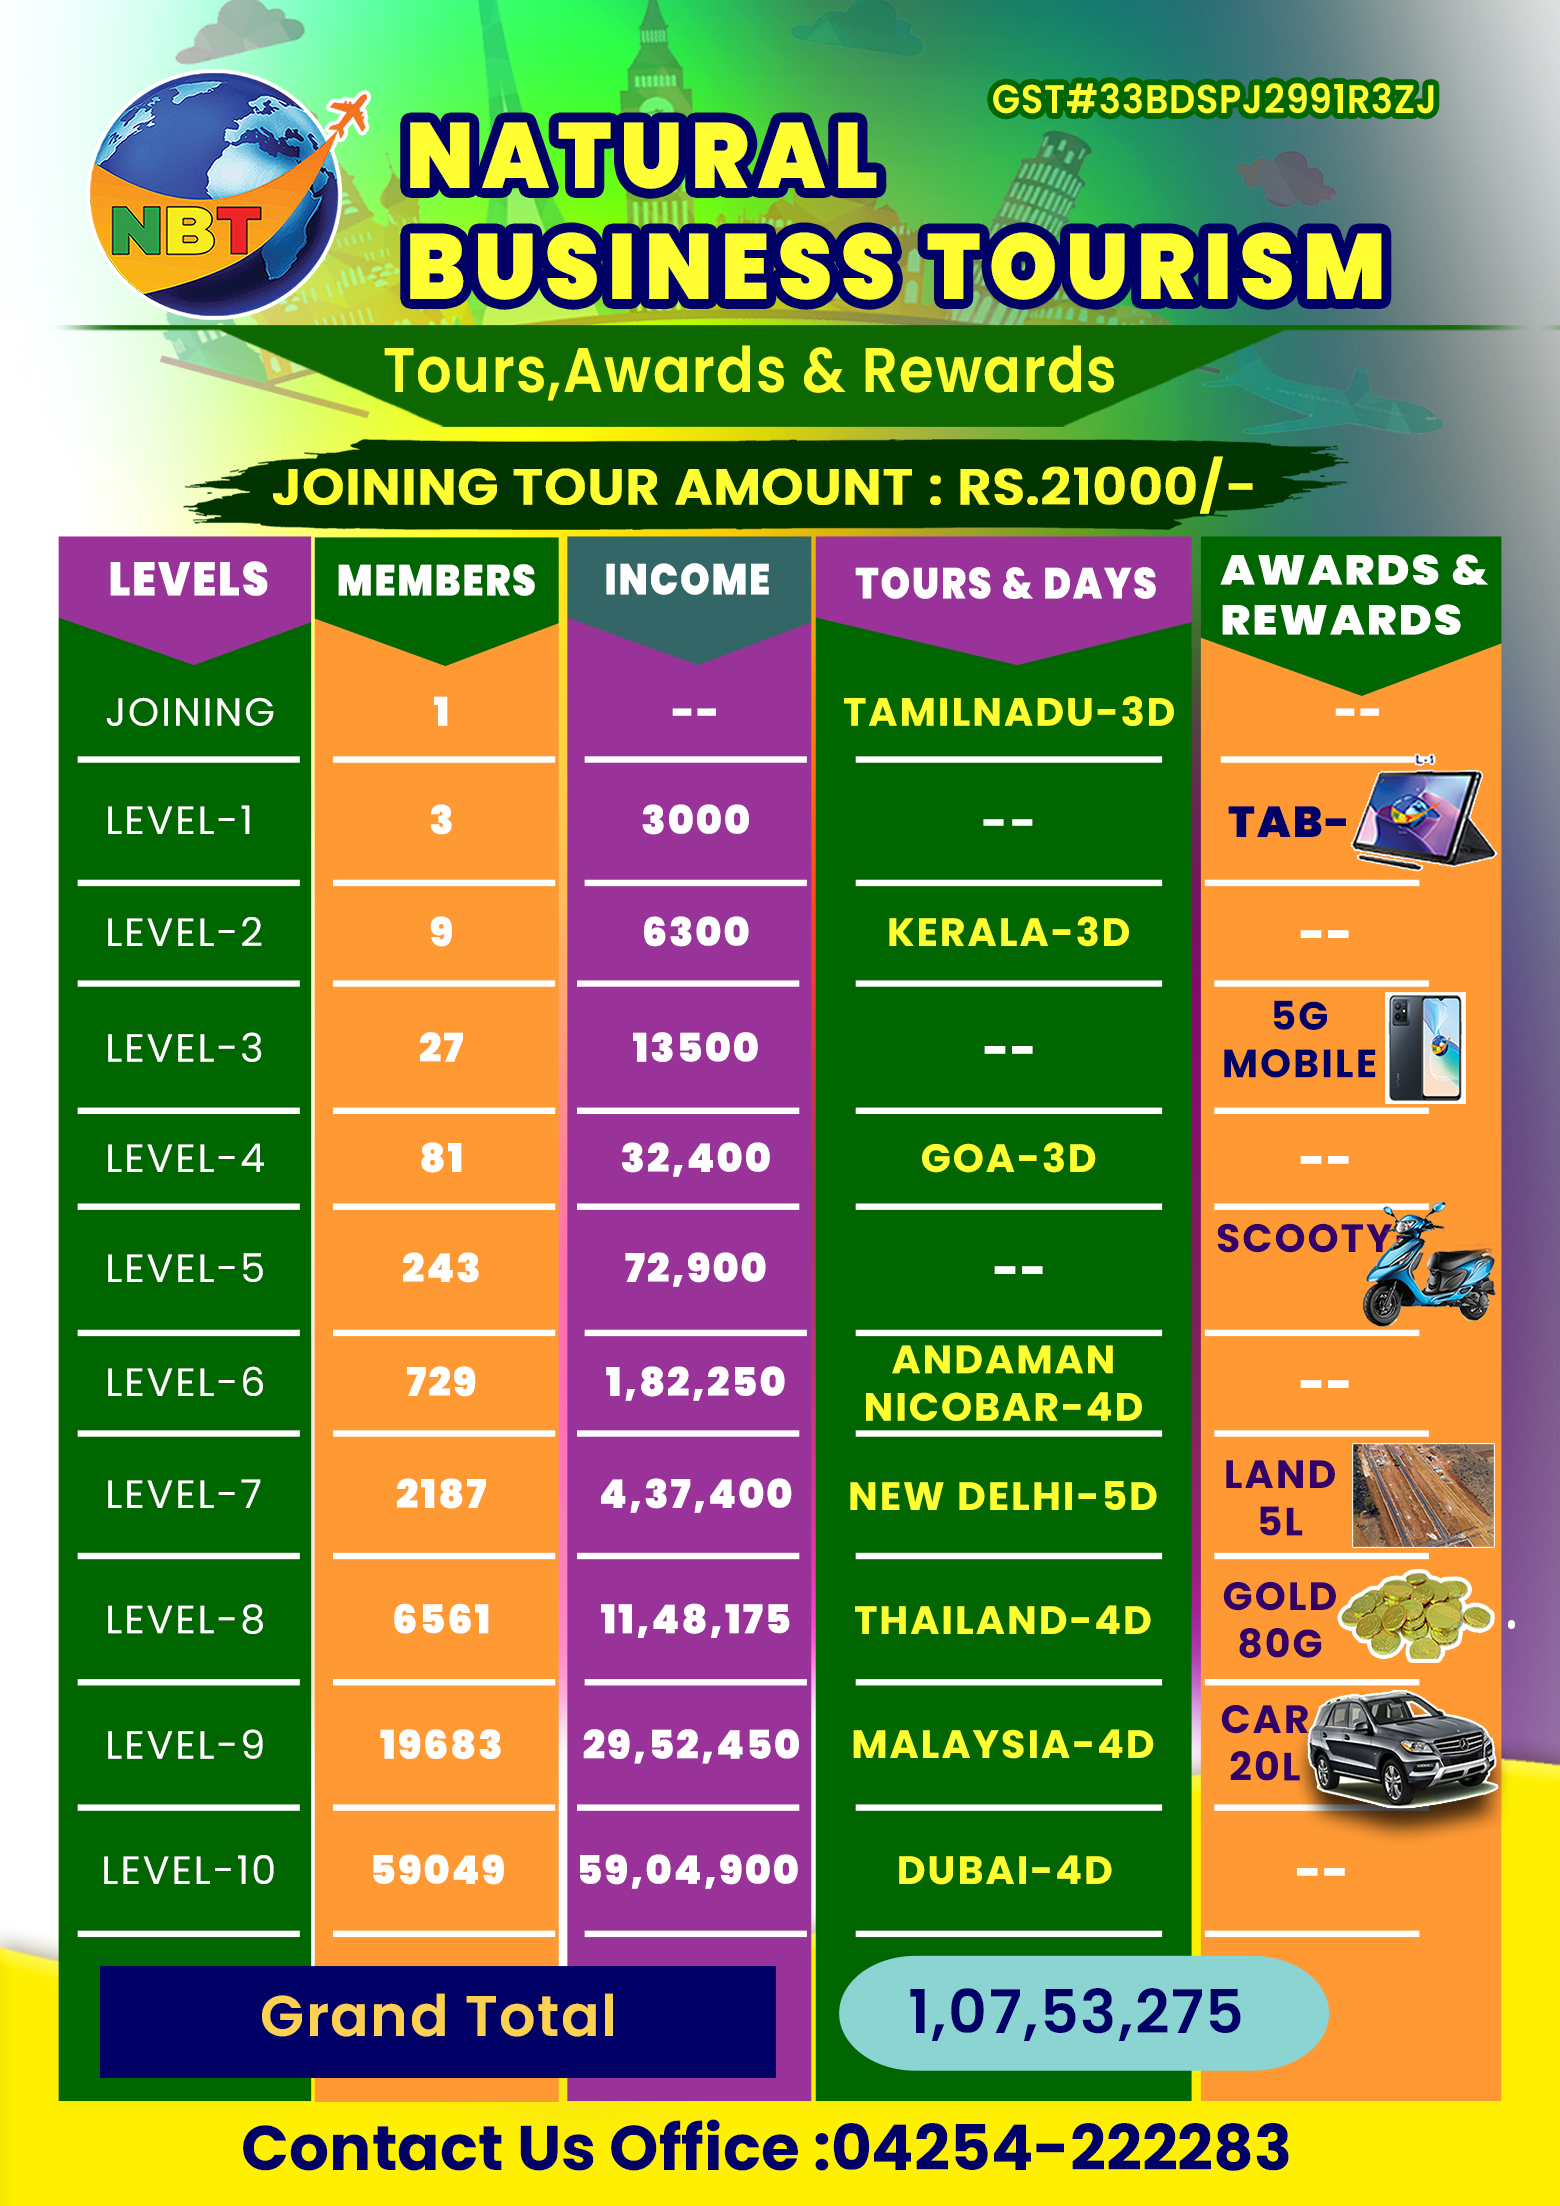 GST#33BDSPJ2991R3ZJ
NBT
NATURAL
BUSINESS TOURISM
Tours,Awards & Rewards
JOINING TOUR AMOUNT : RS.21000/-
LEVELS MEMBERS INCOME TOURS & DAYS AWARDS &
REWARDS
JOINING 1 -- TAMILNADU-3D --
L-1
LEVEL-1 3 3000 -- TAB-
LEVEL-2 9 6300 KERALA-3D --
LEVEL-3 27 13500 -- 5G
MOBILE
LEVEL-4 81 32,400 GOA-3D --
LEVEL-5 243 72,900 -- SCOOTY
LEVEL-6 729 1,82,250 ANDAMAN
NICOBAR-4D --
LEVEL-7 2187 4,37,400 NEW DELHI-5D LAND
5L
LEVEL-8 6561 11,48,175 THAILAND-4D GOLD
80G
LEVEL-9 19683 29,52,450 MALAYSIA-4D CAR
20L
LEVEL-10 59049 59,04,900 DUBAI-4D --
Grand Total 1,07,53,275
Contact Us Office :04254-222283